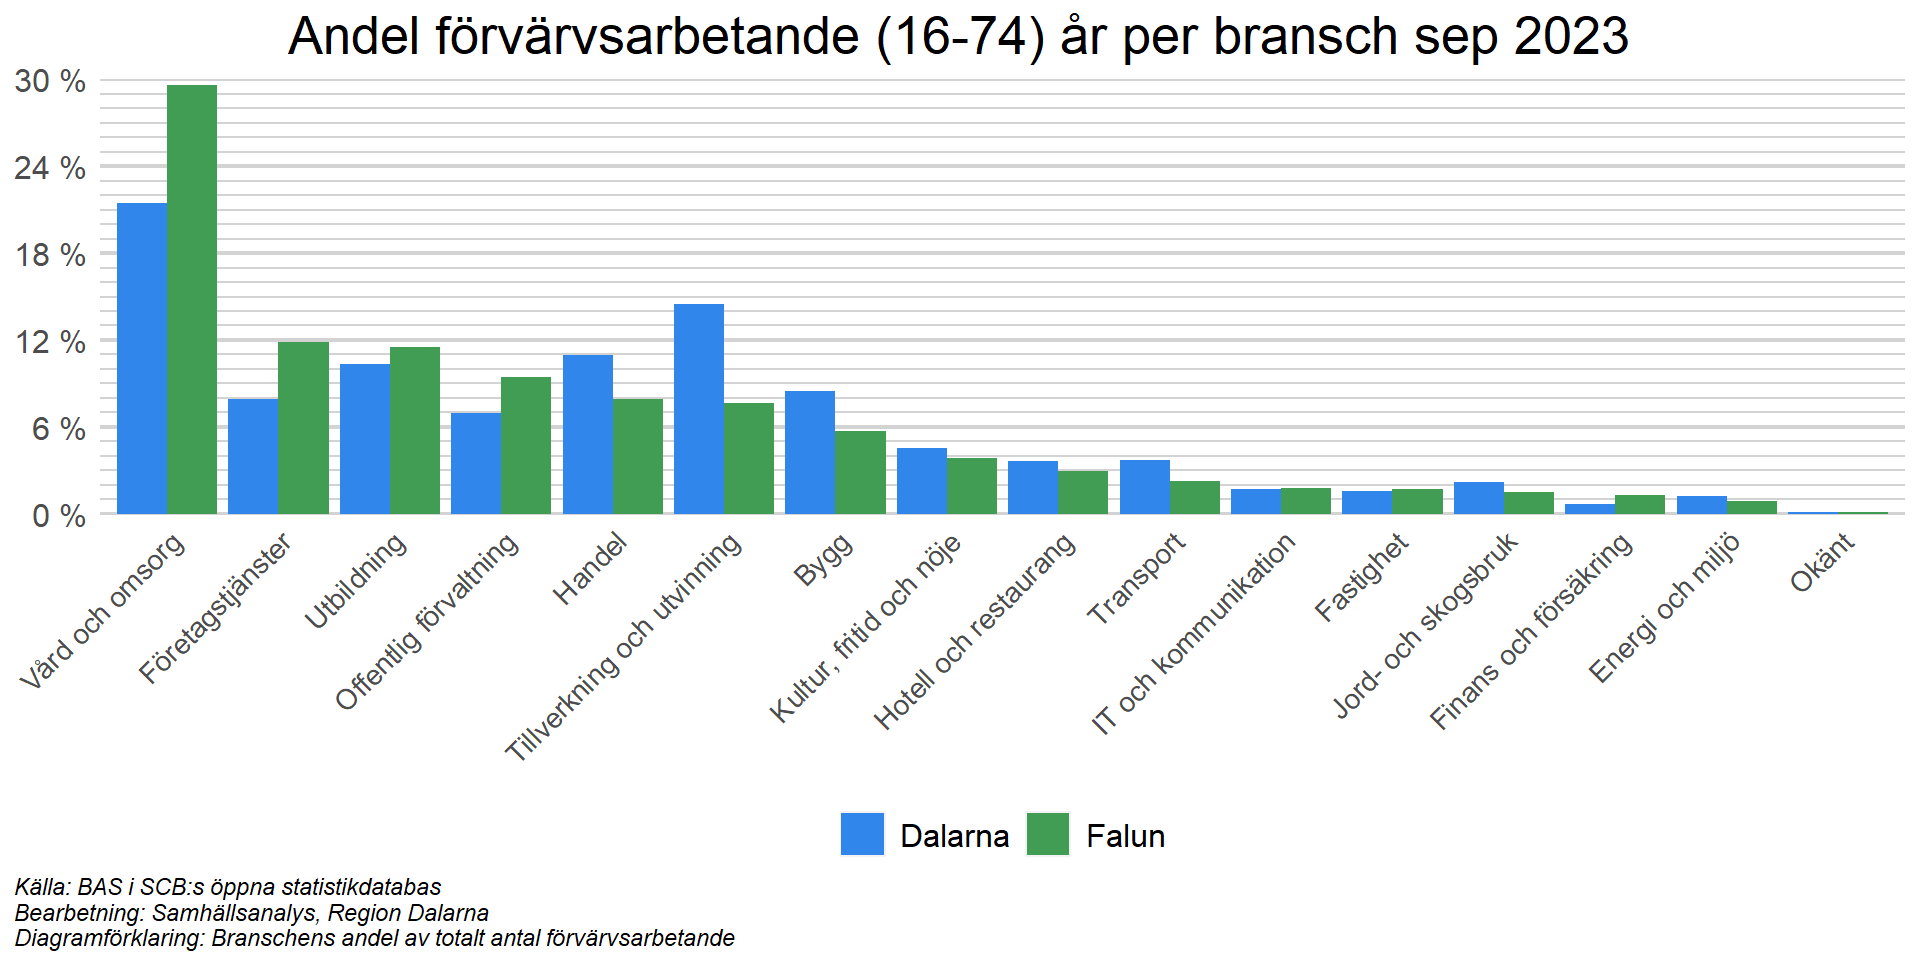 Andel förvärvsarbetande (16-74) år per bransch sep 2023
30 %
24 %
18 %
12 %
6 %
0 %
Vård och omsorg
Företagstjänster
Utbildning
Offentlig förvaltning
Handel
Tillverkning och utvinning
Bygg
Kultur, fritid och nöje
Hotell och restaurang
Transport
IT och kommunikation
Fastighet
Jord- och skogsbruk
Finans och försäkring
Energi och miljö
Okänt
Dalarna
Falun
Källa: BAS i SCB:s öppna statistikdatabas
Bearbetning: Samhällsanalys, Region Dalarna
Diagramförklaring: Branschens andel av totalt antal förvärvsarbetande